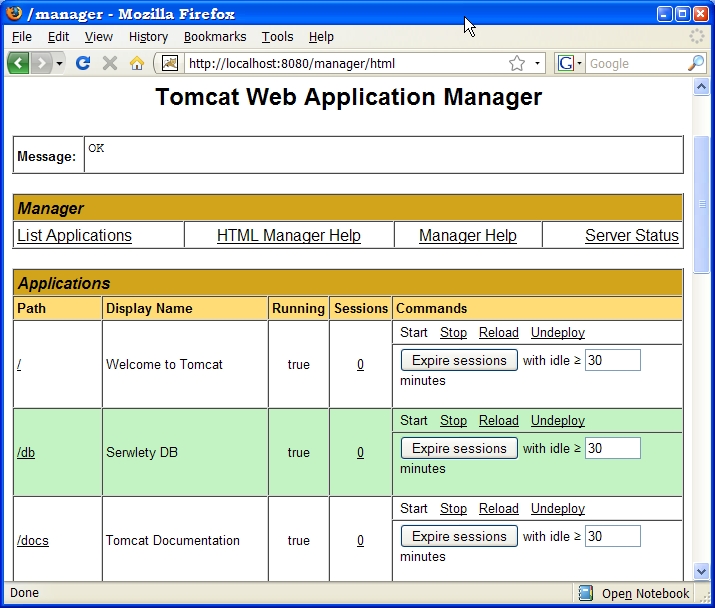 /manager - Mozilla Firefox
File Edit View History Bookmarks Tools Help
http://localhost:8080/manager/html
G Google
Tomcat Web Application Manager
Message: OK
Manager
List Applications HTML Manager Help Manager Help Server Status
Applications
Path Display Name Running Sessions Commands
/ Welcome to Tomcat true 0 Start Stop Reload Undeploy
Expire sessions with idle ≥ 30
minutes
/db Serwlety DB true 0 Start Stop Reload Undeploy
Expire sessions with idle ≥ 30
minutes
/docs Tomcat Documentation true 0 Start Stop Reload Undeploy
Expire sessions with idle ≥ 30
minutes
Done Open Notebook